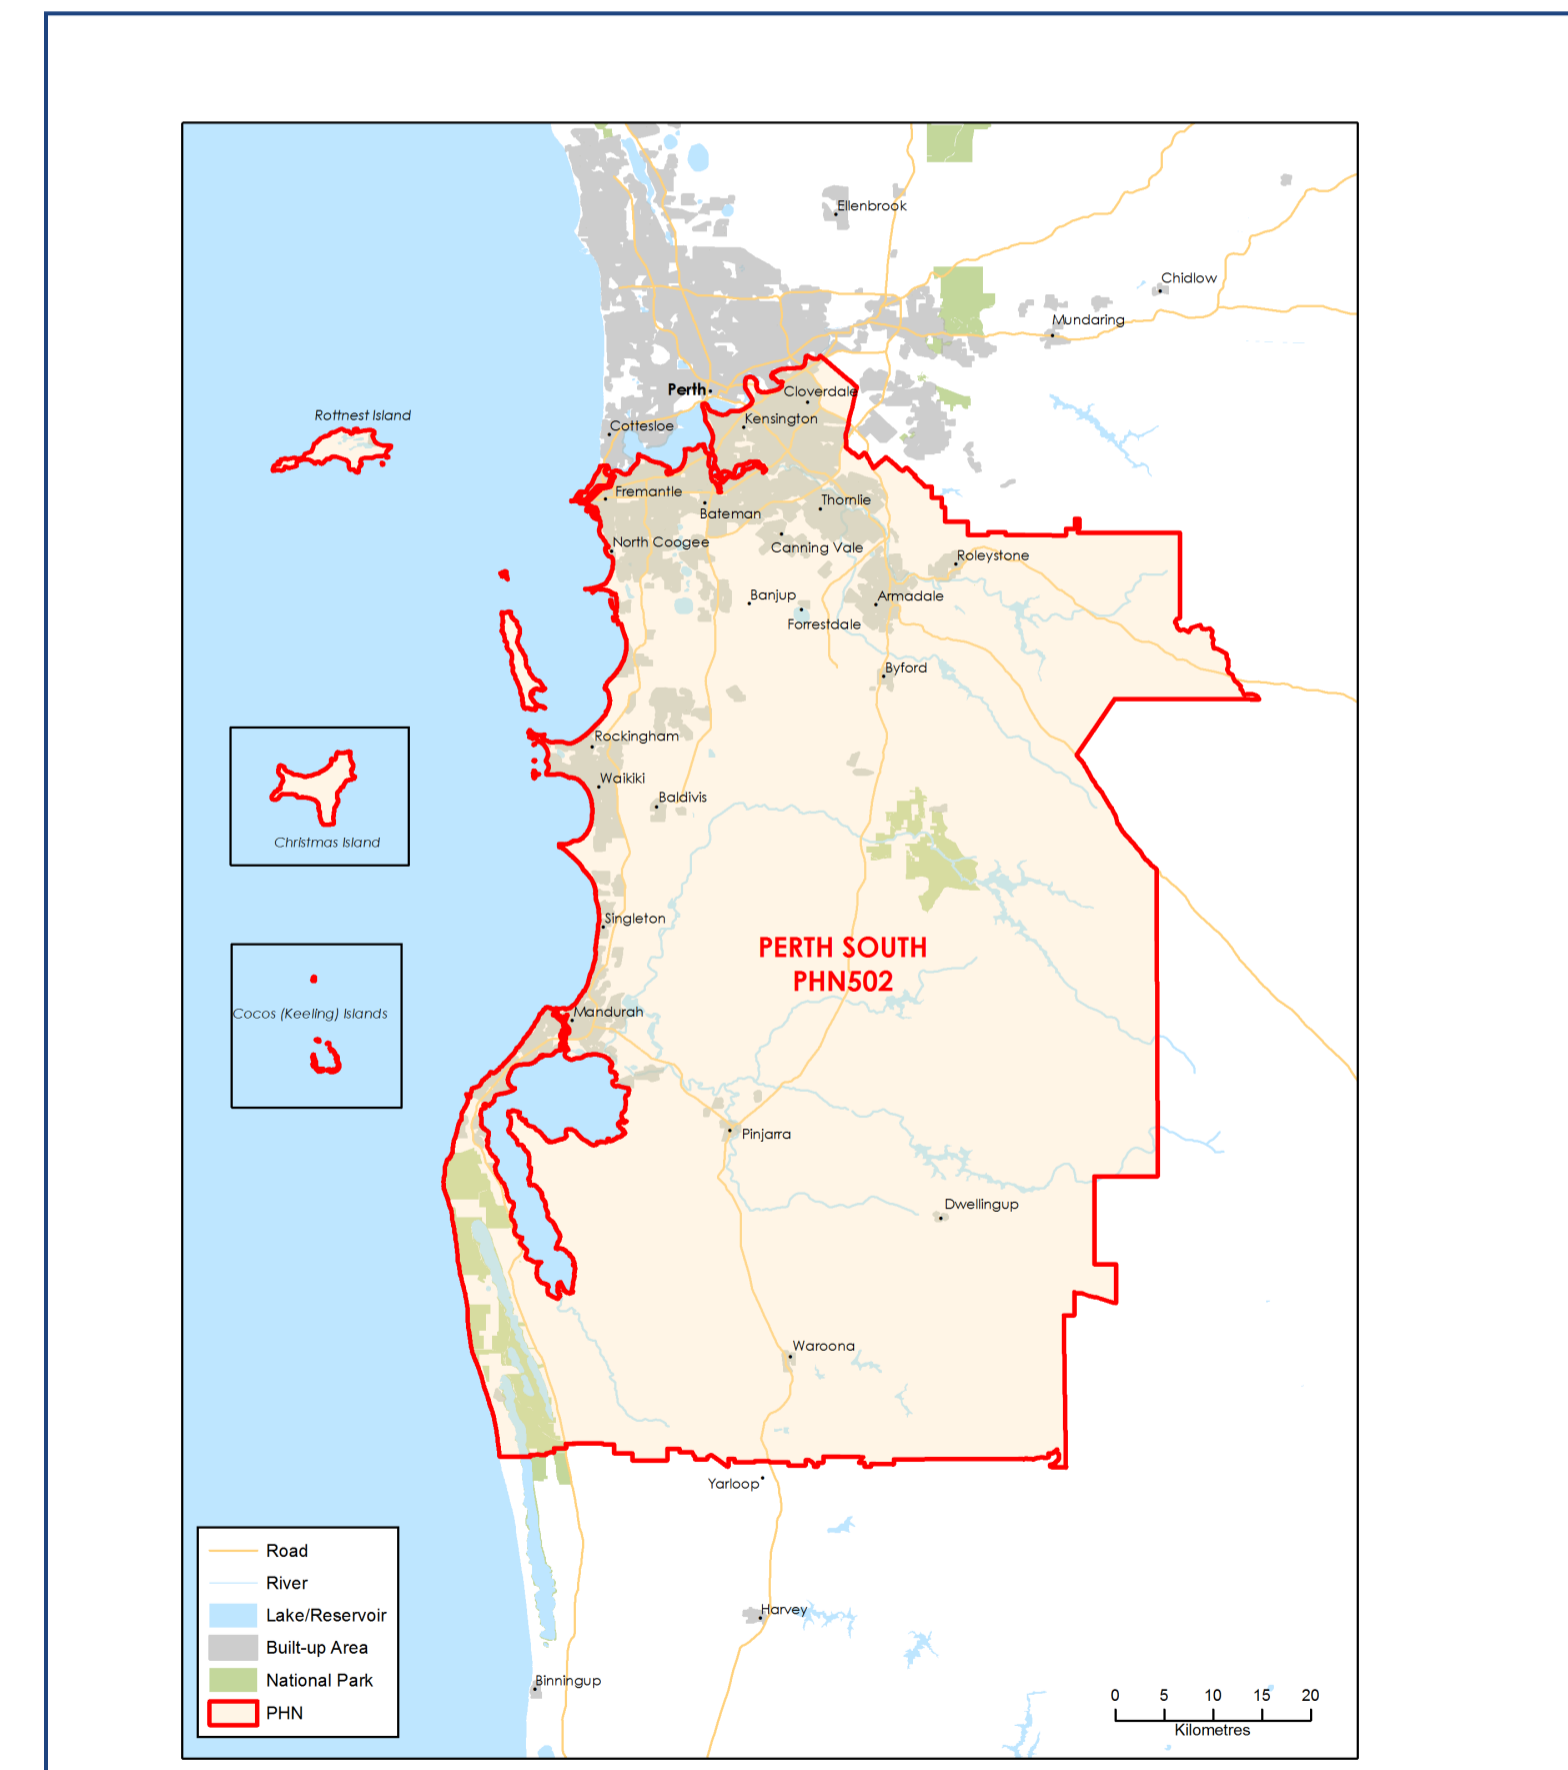 Ellenbrook
Chidlow
Mundaring
Perth
Cloverdale
Rottnest Island
Kensington
Cottesloe
Fremantle
Thornlie
Bateman
North Coogee
Canning Vale
Roleystone
Banjup
Armadale
Forrestdale
Byford
Rockingham
Waikiki
Baldivis
Christmas Island
Singleton
PERTH SOUTH
PHN502
Cocos (Keeling) Islands
Mandurah
Pinjarra
Dwellingup
Waroona
Yarloop
Harvey
Binningup
Road
River
Lake/Reservoir
Built-up Area
National Park
PHN
0 5 10 15 20
Kilometres